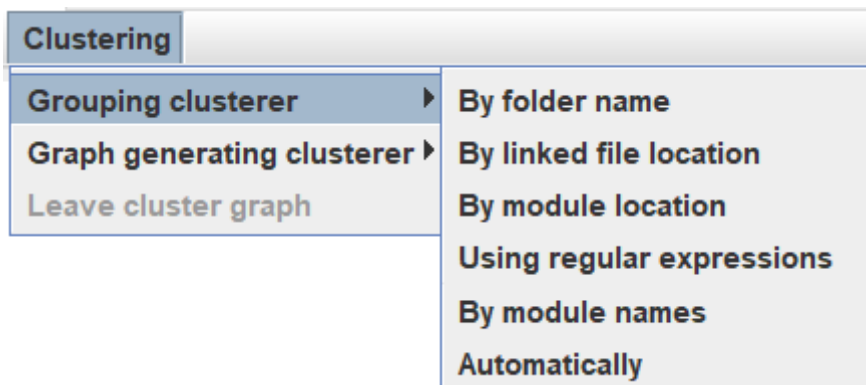 Clustering
Grouping clusterer
Graph generating clusterer
Leave cluster graph
By folder name
By linked file location
By module location
Using regular expressions
By module names
Automatically